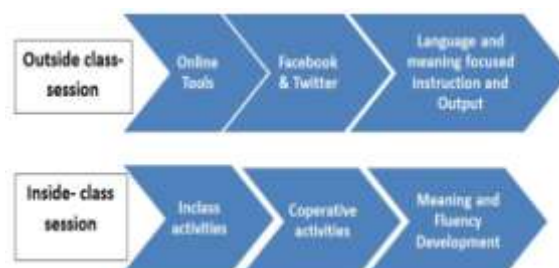 Outside class-
session
Online
Tools
Facebook
& Twitter
Language and
meaning focused
Instruction and
Output
Inside- class
session
Inclass
activities
Coperative
activities
Meaning and
Fluency
Development